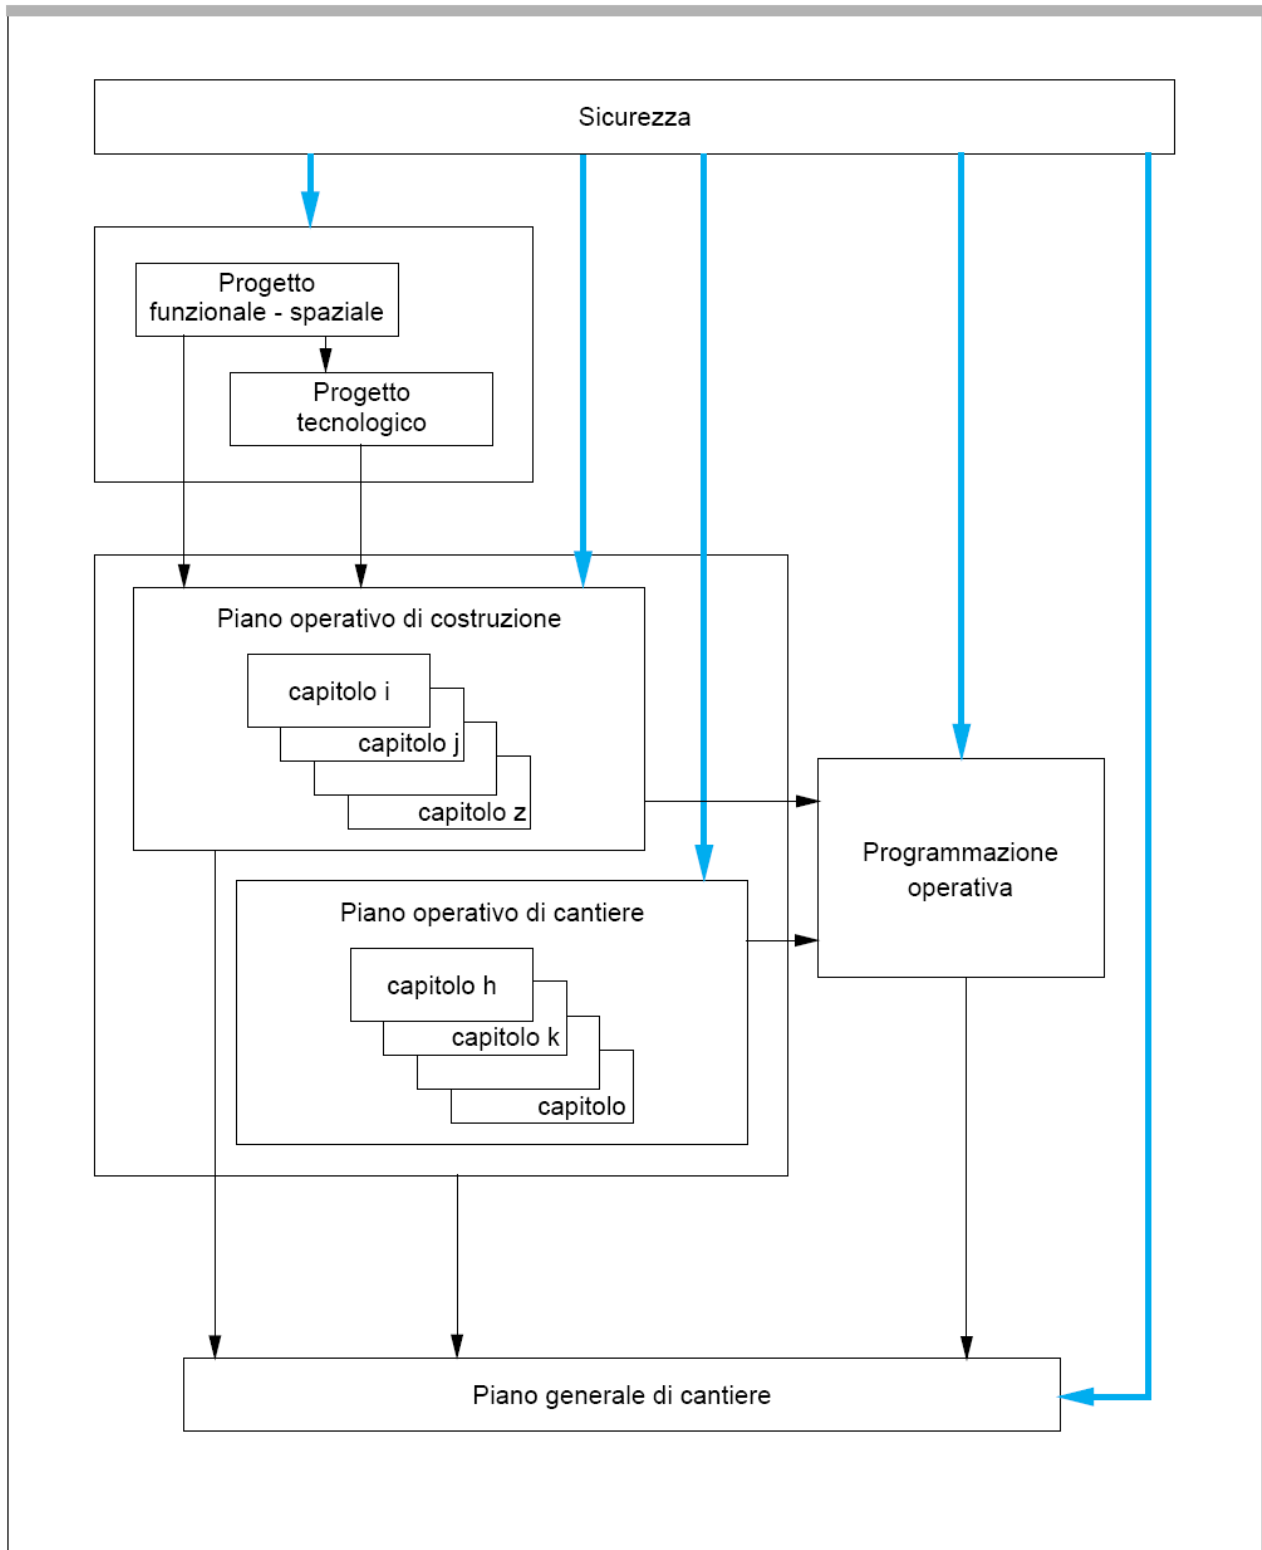 Sicurezza
Progetto
funzionale - spaziale
Progetto
tecnologico
Piano operativo di costruzione
capitolo i
capitolo j
capitolo z
Programmazione
operativa
Piano operativo di cantiere
capitolo h
capitolo k
capitolo
Piano generale di cantiere